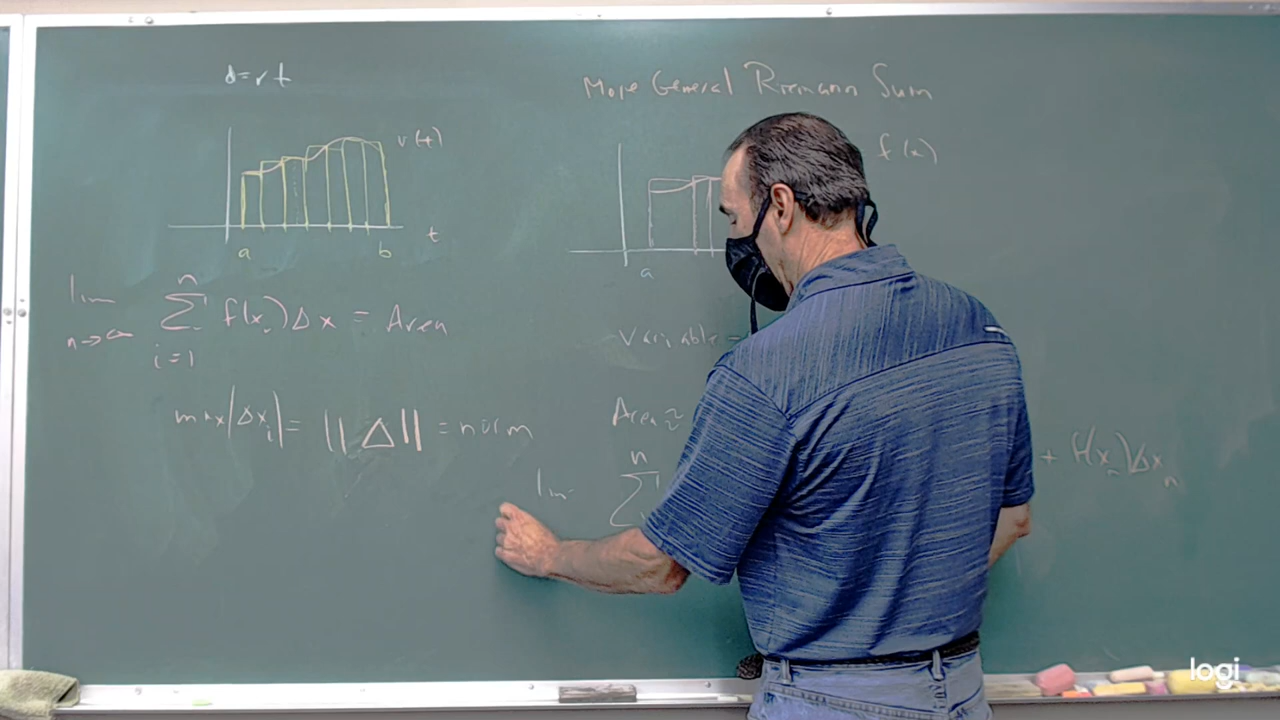 d = r t
v(t)
t
a b
lim n→∞ n Σ i=1 f(x_i)Δx = Area
max|Δx_i| = ||Δ|| = norm
More General Riemann Sum
f(x)
a
Variable =
Area ≈
+ f(x_n)Δx_n
lim n Σ
logi